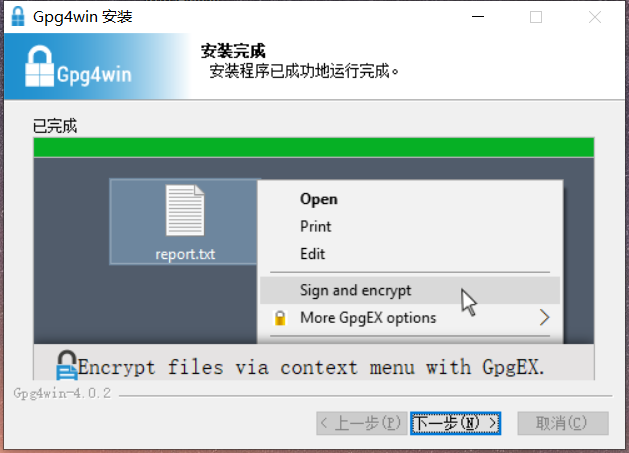 Gpg4win 安装
Gpg4win
安装完成
安装程序已成功地运行完成。
已完成
report.txt
Open
Print
Edit
Sign and encrypt
More GpgEX options
Encrypt files via context menu with GpgEX.
Gpg4win-4.0.2
< 上一步(P)
下一步(N) >
取消(C)